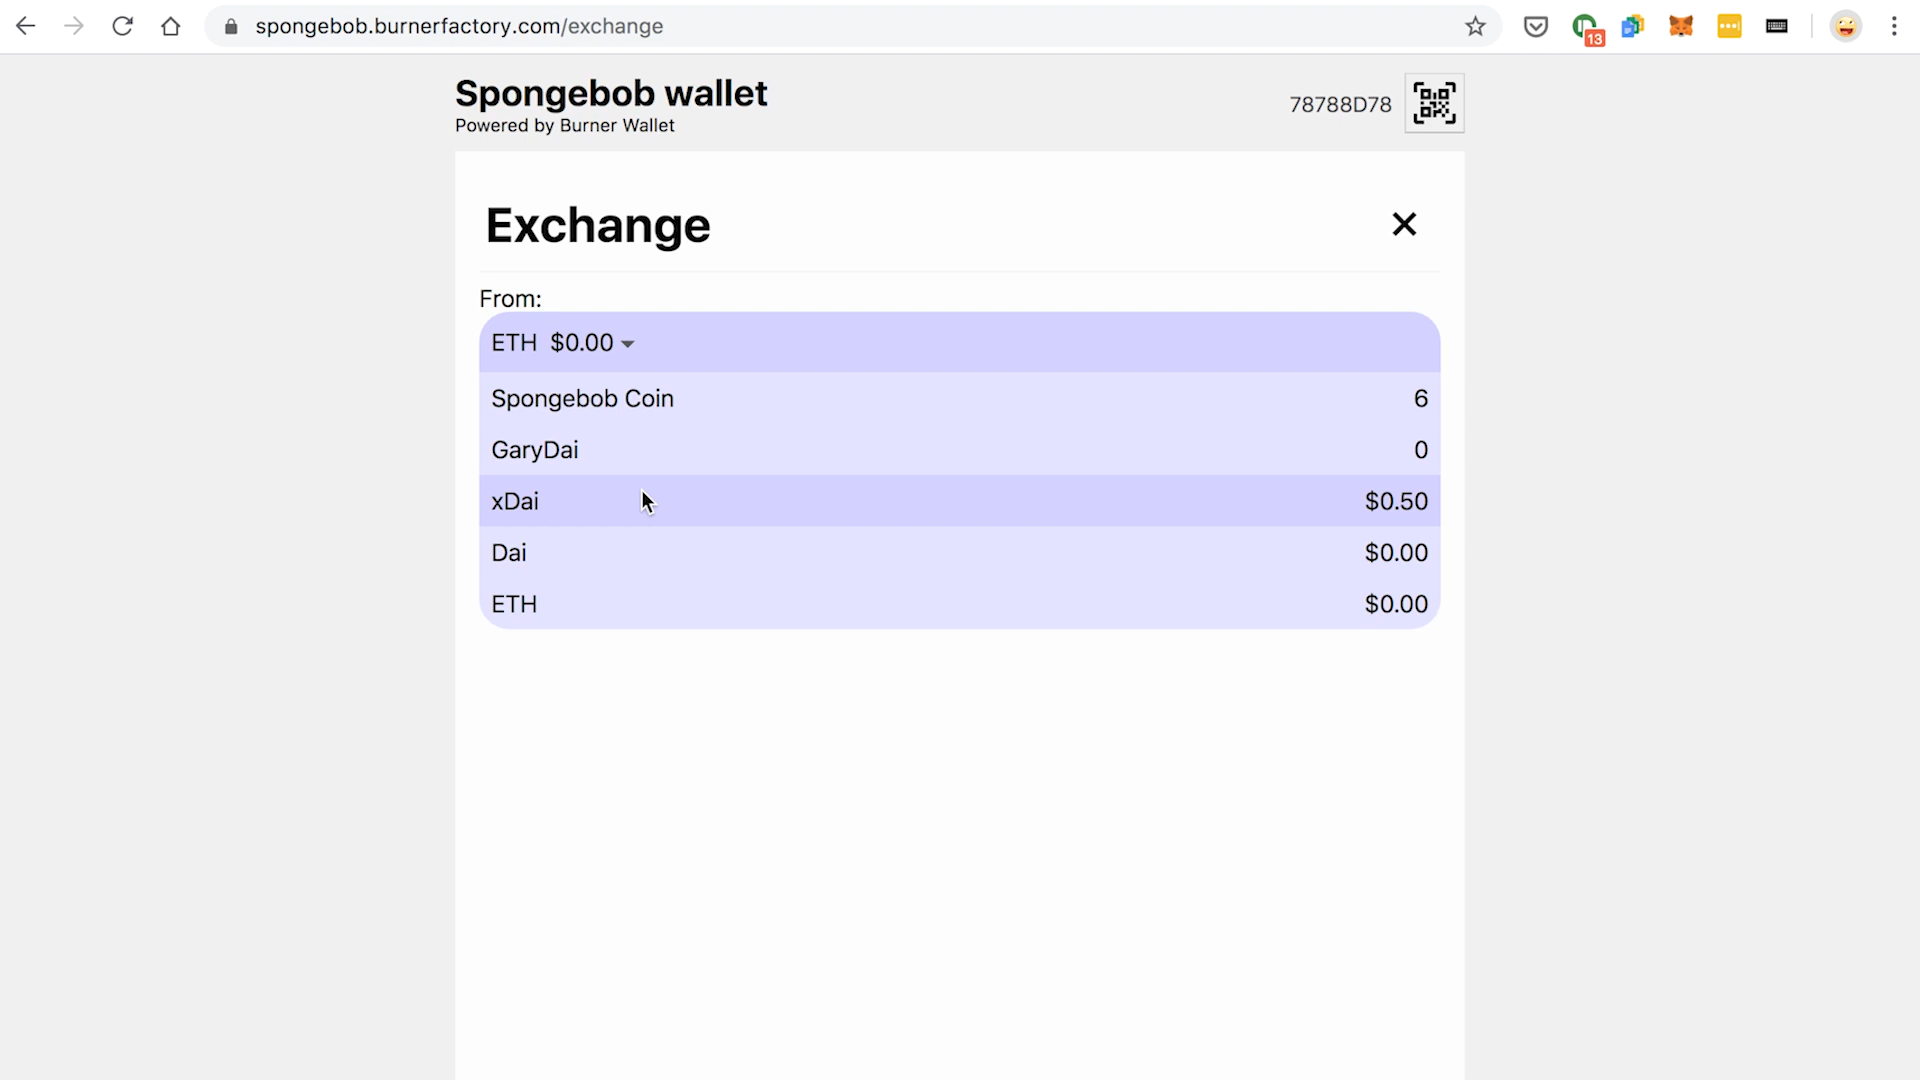 spongebob.burnerfactory.com/exchange
13
Spongebob wallet
Powered by Burner Wallet
78788D78
Exchange
From:
ETH $0.00
Spongebob Coin 6
GaryDai 0
xDai $0.50
Dai $0.00
ETH $0.00